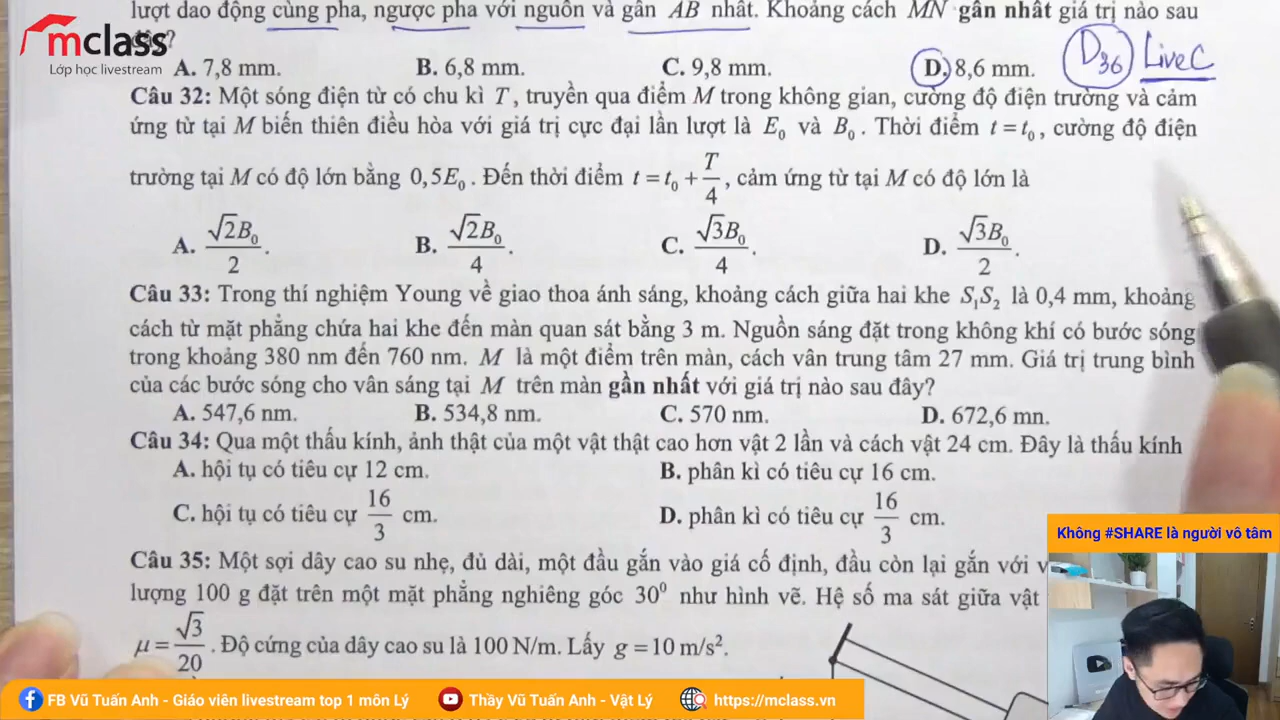 lượt dao động cùng pha, ngược pha với nguồn và gần AB nhất. Khoảng cách MN gần nhất giá trị nào sau
mclass
Lớp học livestream
A. 7,8 mm. B. 6,8 mm. C. 9,8 mm. D. 8,6 mm.
D36 LiveC
Câu 32: Một sóng điện từ có chu kì T, truyền qua điểm M trong không gian, cường độ điện trường và cảm
ứng từ tại M biến thiên điều hòa với giá trị cực đại lần lượt là E₀ và B₀. Thời điểm t = t₀, cường độ điện
trường tại M có độ lớn bằng 0,5E₀. Đến thời điểm t = t₀ + T/4, cảm ứng từ tại M có độ lớn là
A. √2B₀/2. B. √2B₀/4. C. √3B₀/4. D. √3B₀/2.
Câu 33: Trong thí nghiệm Young về giao thoa ánh sáng, khoảng cách giữa hai khe S₁S₂ là 0,4 mm, khoảng
cách từ mặt phẳng chứa hai khe đến màn quan sát bằng 3 m. Nguồn sáng đặt trong không khí có bước sóng
trong khoảng 380 nm đến 760 nm. M là một điểm trên màn, cách vân trung tâm 27 mm. Giá trị trung bình
của các bước sóng cho vân sáng tại M trên màn gần nhất với giá trị nào sau đây?
A. 547,6 nm. B. 534,8 nm. C. 570 nm. D. 672,6 mn.
Câu 34: Qua một thấu kính, ảnh thật của một vật thật cao hơn vật 2 lần và cách vật 24 cm. Đây là thấu kính
A. hội tụ có tiêu cự 12 cm. B. phân kì có tiêu cự 16 cm.
C. hội tụ có tiêu cự 16/3 cm. D. phân kì có tiêu cự 16/3 cm.
Không #SHARE là người vô tâm
Câu 35: Một sợi dây cao su nhẹ, đủ dài, một đầu gắn vào giá cố định, đầu còn lại gắn với
lượng 100 g đặt trên một mặt phẳng nghiêng góc 30⁰ như hình vẽ. Hệ số ma sát giữa vật
μ = √3/20. Độ cứng của dây cao su là 100 N/m. Lấy g = 10 m/s².
FB Vũ Tuấn Anh - Giáo viên livestream top 1 môn Lý Thầy Vũ Tuấn Anh - Vật Lý https://mclass.vn